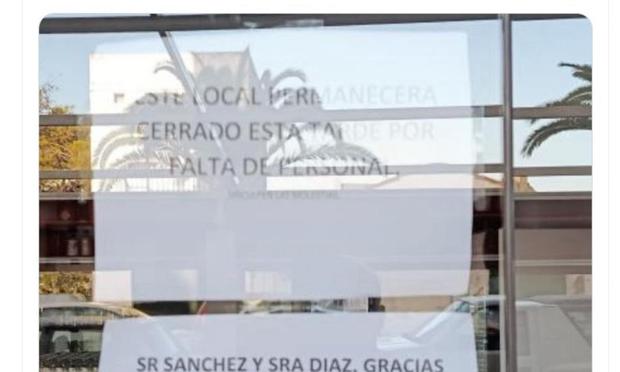 ESTE LOCAL PERMANECERA
CERRADO ESTA TARDE POR
FALTA DE PERSONAL.
SR SANCHEZ Y SRA DIAZ, GRACIAS